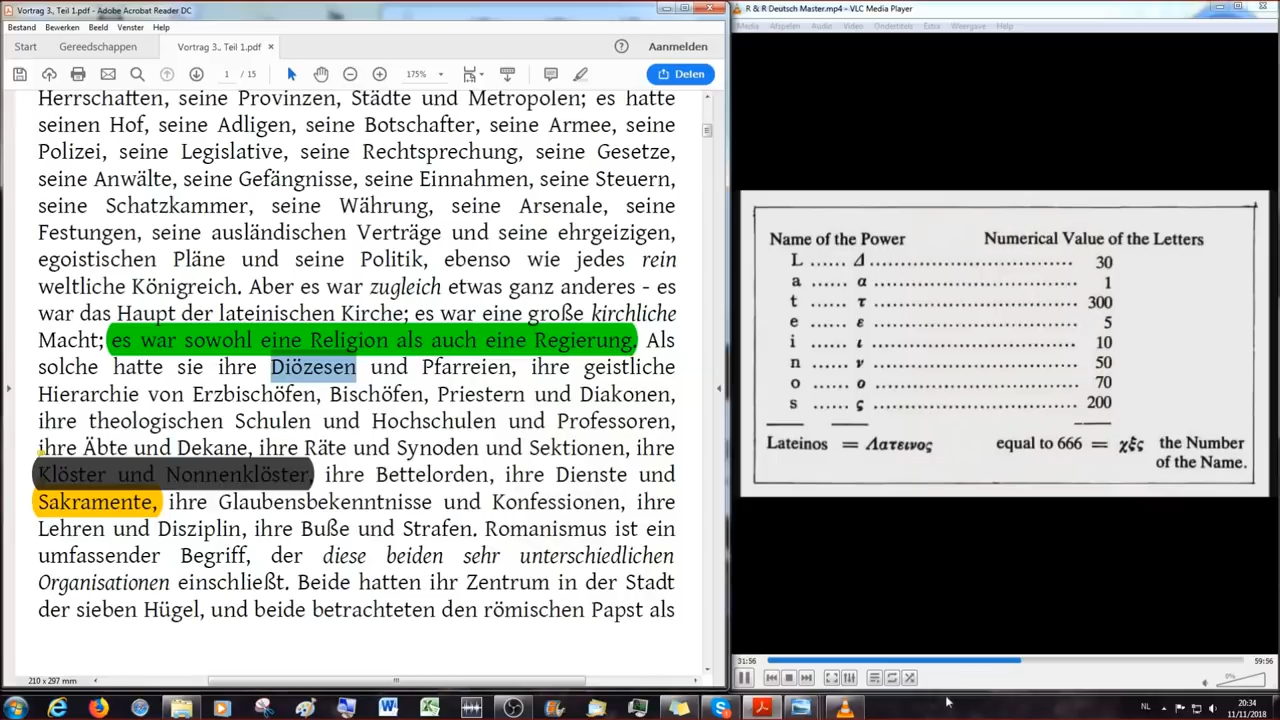 Vortrag 3., Teil 1.pdf - Adobe Acrobat Reader DC
Bestand Bewerken Beeld Venster Help
Start Gereedschappen Vortrag 3., Teil 1.pdf × ? Aanmelden
1 / 15 175% Delen
Herrschaften, seine Provinzen, Städte und Metropolen; es hatte
seinen Hof, seine Adligen, seine Botschafter, seine Armee, seine
Polizei, seine Legislative, seine Rechtsprechung, seine Gesetze,
seine Anwälte, seine Gefängnisse, seine Einnahmen, seine Steuern,
seine Schatzkammer, seine Währung, seine Arsenale, seine
Festungen, seine ausländischen Verträge und seine ehrgeizigen,
egoistischen Pläne und seine Politik, ebenso wie jedes rein
weltliche Königreich. Aber es war zugleich etwas ganz anderes - es
war das Haupt der lateinischen Kirche; es war eine große kirchliche
Macht; es war sowohl eine Religion als auch eine Regierung. Als
solche hatte sie ihre Diözesen und Pfarreien, ihre geistliche
Hierarchie von Erzbischöfen, Bischöfen, Priestern und Diakonen,
ihre theologischen Schulen und Hochschulen und Professoren,
ihre Äbte und Dekane, ihre Räte und Synoden und Sektionen, ihre
Klöster und Nonnenklöster, ihre Bettelorden, ihre Dienste und
Sakramente, ihre Glaubensbekenntnisse und Konfessionen, ihre
Lehren und Disziplin, ihre Buße und Strafen. Romanismus ist ein
umfassender Begriff, der diese beiden sehr unterschiedlichen
Organisationen einschließt. Beide hatten ihr Zentrum in der Stadt
der sieben Hügel, und beide betrachteten den römischen Papst als
210 x 297 mm
R & R Deutsch Master.mp4 - VLC Media Player
Media Afspelen Audio Video Ondertitels Extra Weergave Help
Name of the Power Numerical Value of the Letters
L ...... Δ ........................................ 30
a ...... α ........................................ 1
t ...... τ ........................................ 300
e ...... ε ........................................ 5
i ...... ι ........................................ 10
n ...... ν ........................................ 50
o ...... ο ........................................ 70
s ...... ς ........................................ 200
Lateinos = Λατεινος equal to 666 = χξς the Number
of the Name.
31:56 59:56
0%
NL 20:34
11/11/2018